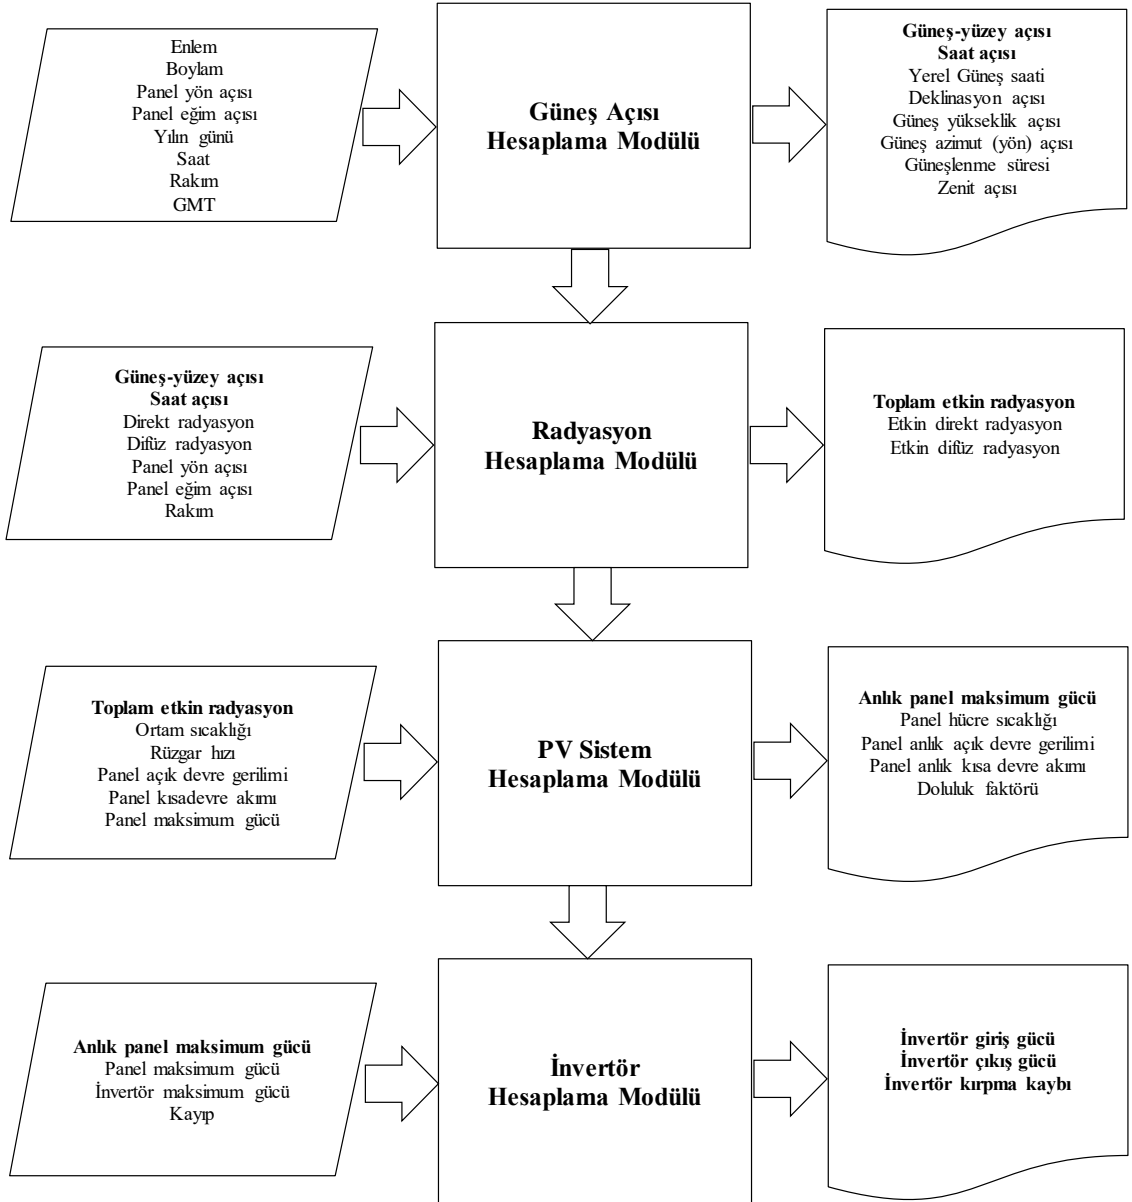 Enlem
Boylam
Panel yön açısı
Panel eğim açısı
Yılın günü
Saat
Rakım
GMT
Güneş Açısı
Hesaplama Modülü
Güneş-yüzey açısı
Saat açısı
Yerel Güneş saati
Deklinasyon açısı
Güneş yükseklik açısı
Güneş azimut (yön) açısı
Güneşlenme süresi
Zenit açısı
Güneş-yüzey açısı
Saat açısı
Direkt radyasyon
Difüz radyasyon
Panel yön açısı
Panel eğim açısı
Rakım
Radyasyon
Hesaplama Modülü
Toplam etkin radyasyon
Etkin direkt radyasyon
Etkin difüz radyasyon
Toplam etkin radyasyon
Ortam sıcaklığı
Rüzgar hızı
Panel açık devre gerilimi
Panel kısadevre akımı
Panel maksimum gücü
PV Sistem
Hesaplama Modülü
Anlık panel maksimum gücü
Panel hücre sıcaklığı
Panel anlık açık devre gerilimi
Panel anlık kısa devre akımı
Doluluk faktörü
Anlık panel maksimum gücü
Panel maksimum gücü
İnvertör maksimum gücü
Kayıp
İnvertör
Hesaplama Modülü
İnvertör giriş gücü
İnvertör çıkış gücü
İnvertör kırpma kaybı